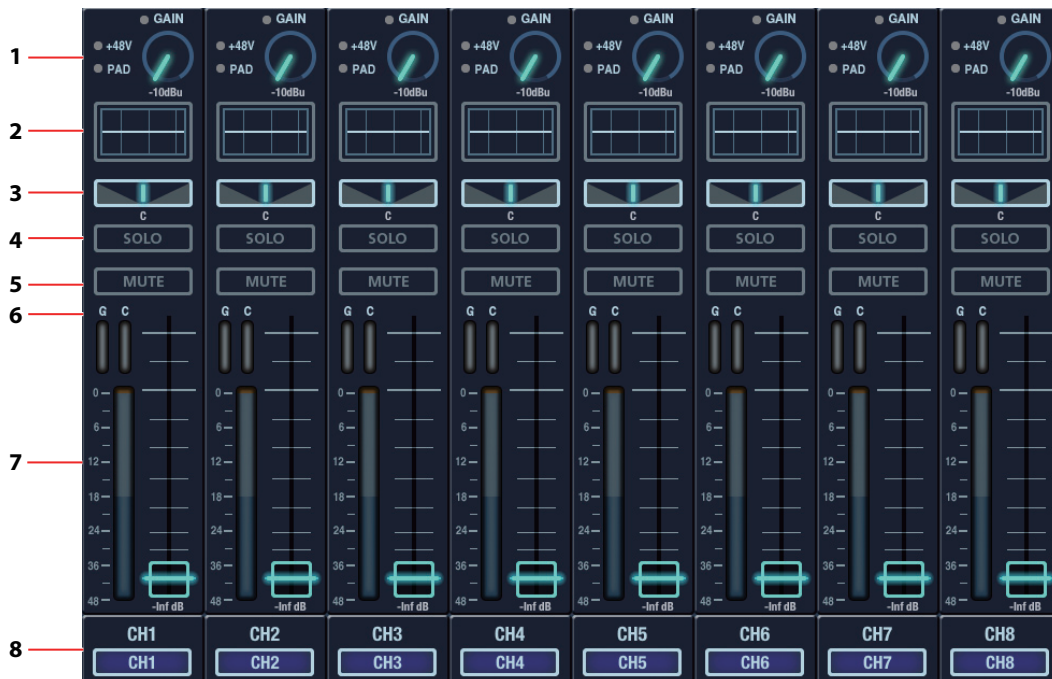 GAIN GAIN GAIN GAIN GAIN GAIN GAIN GAIN
1 +48V +48V +48V +48V +48V +48V +48V +48V
PAD PAD PAD PAD PAD PAD PAD PAD
-10dBu -10dBu -10dBu -10dBu -10dBu -10dBu -10dBu -10dBu
2
3
C C C C C C C C
4 SOLO SOLO SOLO SOLO SOLO SOLO SOLO SOLO
5 MUTE MUTE MUTE MUTE MUTE MUTE MUTE MUTE
6 G C G C G C G C G C G C G C G C
0 0 0 0 0 0 0 0
6 6 6 6 6 6 6 6
7 12 12 12 12 12 12 12 12
18 18 18 18 18 18 18 18
24 24 24 24 24 24 24 24
36 36 36 36 36 36 36 36
48 48 48 48 48 48 48 48
-Inf dB -Inf dB -Inf dB -Inf dB -Inf dB -Inf dB -Inf dB -Inf dB
CH1 CH2 CH3 CH4 CH5 CH6 CH7 CH8
8 CH1 CH2 CH3 CH4 CH5 CH6 CH7 CH8